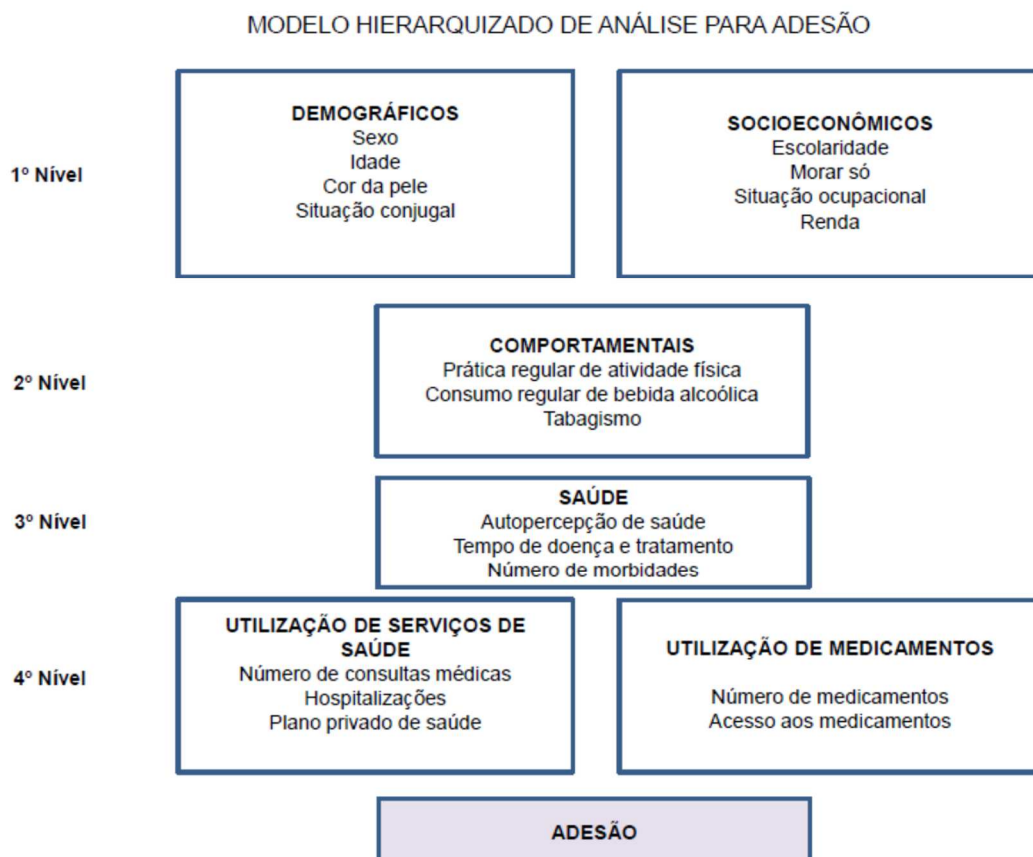 MODELO HIERARQUIZADO DE ANÁLISE PARA ADESÃO
1º Nível
DEMOGRÁFICOS
Sexo
Idade
Cor da pele
Situação conjugal
SOCIOECONÔMICOS
Escolaridade
Morar só
Situação ocupacional
Renda
2º Nível
COMPORTAMENTAIS
Prática regular de atividade física
Consumo regular de bebida alcoólica
Tabagismo
3º Nível
SAÚDE
Autopercepção de saúde
Tempo de doença e tratamento
Número de morbidades
4º Nível
UTILIZAÇÃO DE SERVIÇOS DE
SAÚDE
Número de consultas médicas
Hospitalizações
Plano privado de saúde
UTILIZAÇÃO DE MEDICAMENTOS
Número de medicamentos
Acesso aos medicamentos
ADESÃO